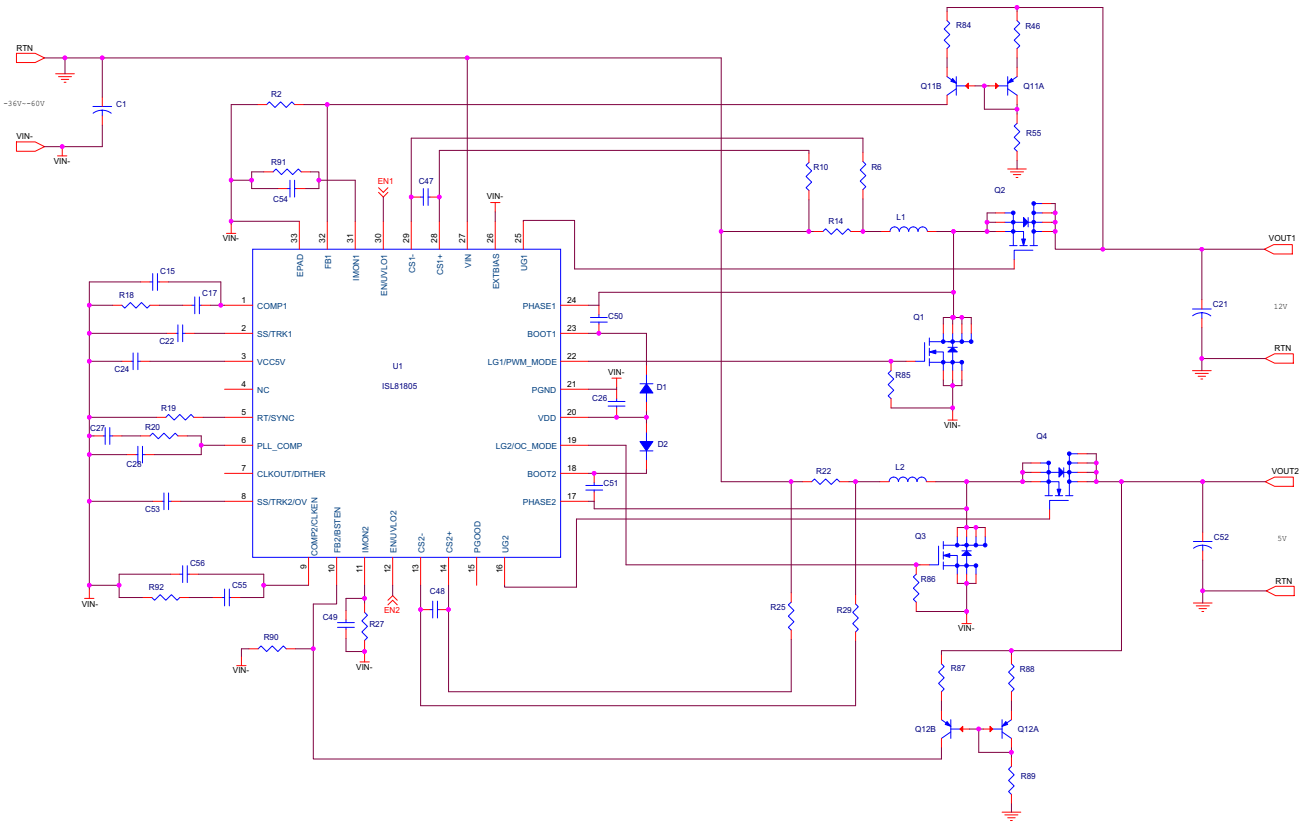 R84
R46
RTN
Q11B
Q11A
-36V~-60V
C1
R2
VIN-
VIN-
R55
R91
C54
EN1
C47
R10
R6
VIN-
Q2
R14
L1
VOUT1
VIN-
33
32
31
30
29
28
27
26
25
EPAD
FB1
IMON1
EN/UVLO1
CS1-
CS1+
VIN
EXTBIAS
UG1
C15
R18
C17
1
COMP1
PHASE1
24
C50
C21
12V
C22
2
SS/TRK1
BOOT1
23
Q1
C24
3
VCC5V
U1
ISL81805
LG1/PWM_MODE
22
RTN
R85
4
NC
PGND
21
VIN-
C26
D1
R19
5
RT/SYNC
VDD
20
VIN-
C27
R20
C28
6
PLL_COMP
LG2/OC_MODE
19
D2
Q4
7
CLKOUT/DITHER
BOOT2
18
C51
R22
L2
VOUT2
C53
8
SS/TRK2/OV
PHASE2
17
COMP2/CLKEN
FB2/BSTEN
IMON2
EN/UVLO2
CS2-
CS2+
PGOOD
UG2
9
10
11
12
13
14
15
16
Q3
C52
5V
C56
R92
C55
VIN-
EN2
C48
R86
RTN
C49
R27
R25
R29
VIN-
R90
VIN-
VIN-
R87
R88
Q12B
Q12A
R89